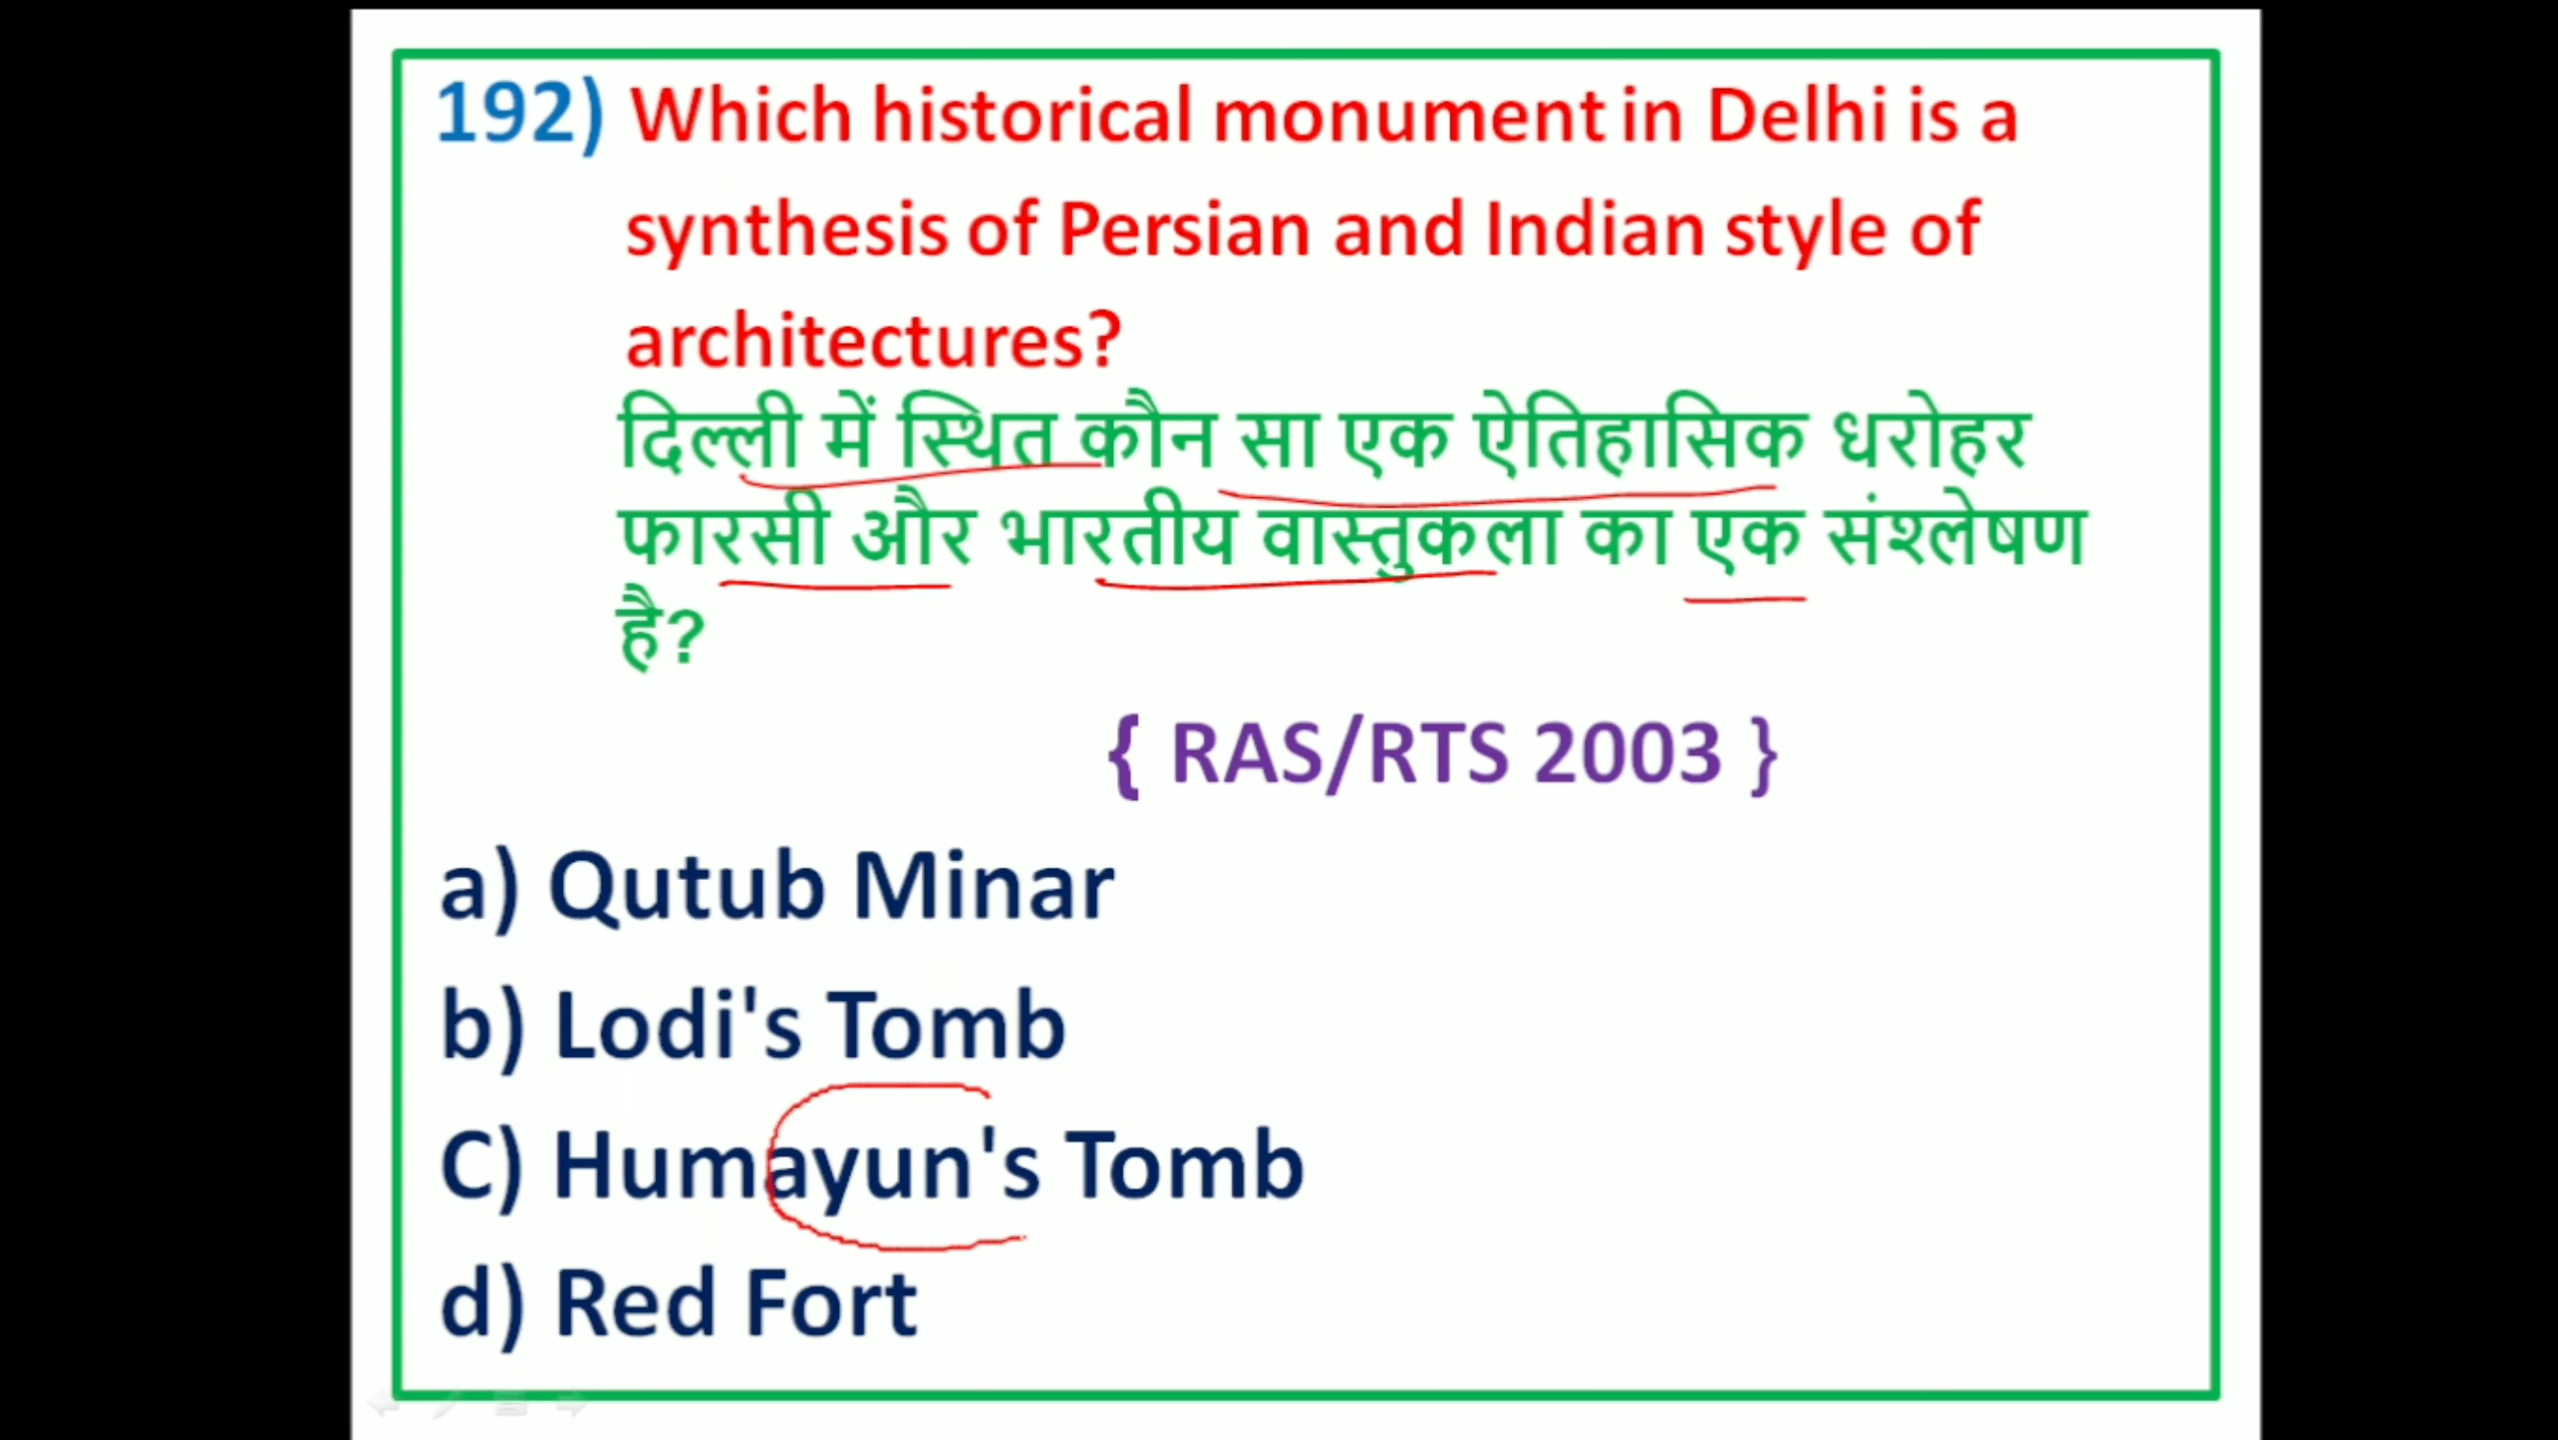 192) Which historical monument in Delhi is a
synthesis of Persian and Indian style of
architectures?
दिल्ली में स्थित कौन सा एक ऐतिहासिक धरोहर
फारसी और भारतीय वास्तुकला का एक संश्लेषण
है?
{ RAS/RTS 2003 }
a) Qutub Minar
b) Lodi's Tomb
C) Humayun's Tomb
d) Red Fort